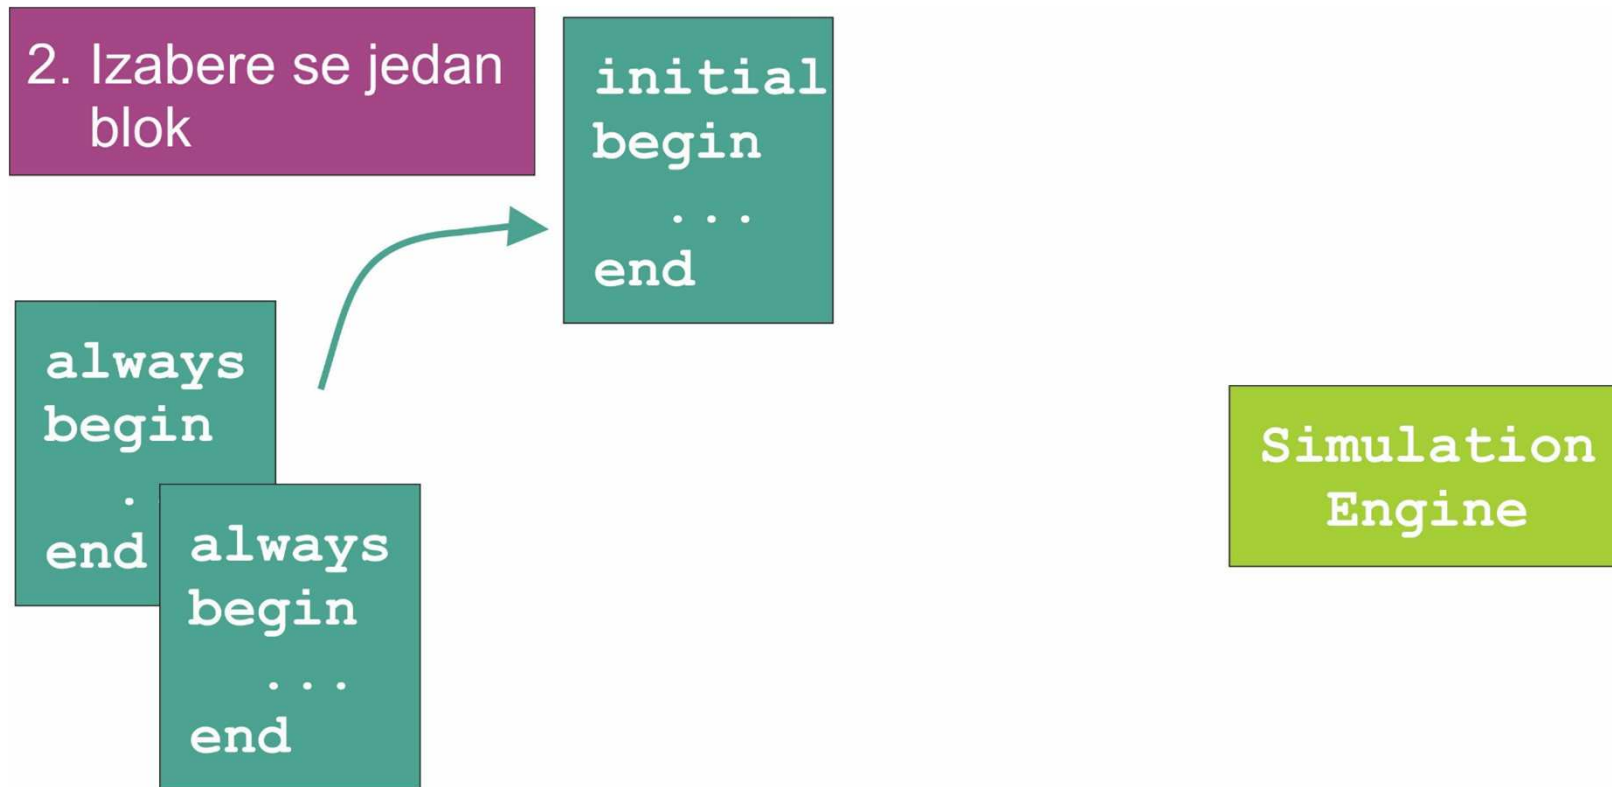 2. Izabere se jedan
blok
initial
begin
...
end
always
begin
.
end
always
begin
...
end
Simulation
Engine